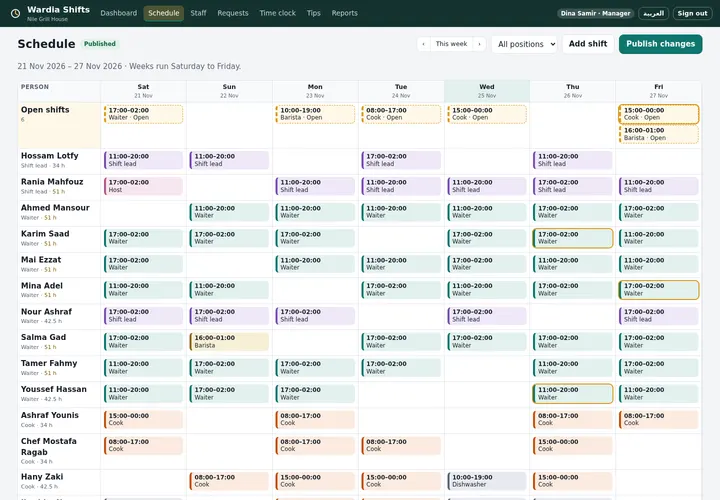 Wardia Shifts
Nile Grill House
Dashboard Schedule Staff Requests Time clock Tips Reports
Dina Samir · Manager العربية Sign out
Schedule Published
‹ This week › All positions Add shift Publish changes
21 Nov 2026 – 27 Nov 2026 · Weeks run Saturday to Friday.
PERSON Sat Sun Mon Tue Wed Thu Fri
21 Nov 22 Nov 23 Nov 24 Nov 25 Nov 26 Nov 27 Nov
Open shifts 17:00–02:00 10:00–19:00 08:00–17:00 15:00–00:00 15:00–00:00
6 Waiter · Open Barista · Open Cook · Open Cook · Open Cook · Open
16:00–01:00
Barista · Open
Hossam Lotfy 11:00–20:00 11:00–20:00 17:00–02:00 11:00–20:00
Shift lead · 34 h Shift lead Shift lead Shift lead Shift lead
Rania Mahfouz 17:00–02:00 11:00–20:00 11:00–20:00 11:00–20:00 17:00–02:00 11:00–20:00
Shift lead · 51 h Host Shift lead Shift lead Shift lead Shift lead Shift lead
Ahmed Mansour 11:00–20:00 11:00–20:00 11:00–20:00 11:00–20:00 17:00–02:00 17:00–02:00
Waiter · 51 h Waiter Waiter Waiter Waiter Waiter Waiter
Karim Saad 17:00–02:00 17:00–02:00 17:00–02:00 17:00–02:00 17:00–02:00 11:00–20:00
Waiter · 51 h Waiter Waiter Waiter Waiter Waiter Waiter
Mai Ezzat 17:00–02:00 11:00–20:00 11:00–20:00 11:00–20:00 11:00–20:00 17:00–02:00
Waiter · 51 h Waiter Waiter Waiter Waiter Waiter Waiter
Mina Adel 11:00–20:00 11:00–20:00 17:00–02:00 11:00–20:00 17:00–02:00 17:00–02:00
Waiter · 51 h Waiter Waiter Waiter Waiter Waiter Waiter
Nour Ashraf 17:00–02:00 17:00–02:00 17:00–02:00 17:00–02:00 17:00–02:00
Shift lead · 42.5 h Shift lead Shift lead Shift lead Shift lead Shift lead
Salma Gad 17:00–02:00 16:00–01:00 17:00–02:00 17:00–02:00 17:00–02:00 17:00–02:00
Waiter · 51 h Waiter Barista Waiter Waiter Waiter Waiter
Tamer Fahmy 11:00–20:00 17:00–02:00 17:00–02:00 17:00–02:00 11:00–20:00 17:00–02:00
Waiter · 51 h Waiter Waiter Waiter Waiter Waiter Waiter
Youssef Hassan 11:00–20:00 17:00–02:00 17:00–02:00 11:00–20:00 11:00–20:00
Waiter · 42.5 h Waiter Waiter Waiter Waiter Waiter
Ashraf Younis 15:00–00:00 08:00–17:00 08:00–17:00 08:00–17:00
Cook · 34 h Cook Cook Cook Cook
Chef Mostafa 08:00–17:00 08:00–17:00 17:00–02:00 15:00–00:00
Ragab Cook Cook Cook Cook
Cook · 34 h
Hany Zaki 08:00–17:00 15:00–00:00 15:00–00:00 10:00–19:00 15:00–00:00
Cook · 42.5 h Cook Cook Cook Dishwasher Cook